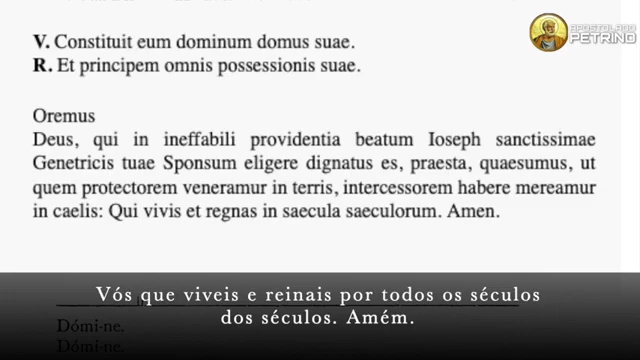 APOSTOLADO
PETRINO
V. Constituit eum dominum domus suae.
R. Et principem omnis possessionis suae.
Oremus
Deus, qui in ineffabili providentia beatum Ioseph sanctissimae
Genetricis tuae Sponsum eligere dignatus es, praesta, quaesumus, ut
quem protectorem veneramur in terris, intercessorem habere mereamur
in caelis: Qui vivis et regnas in saecula saeculorum. Amen.
Vós que viveis e reinais por todos os séculos
dos séculos. Amém.
Dómi-ne.
Dómi-ne.